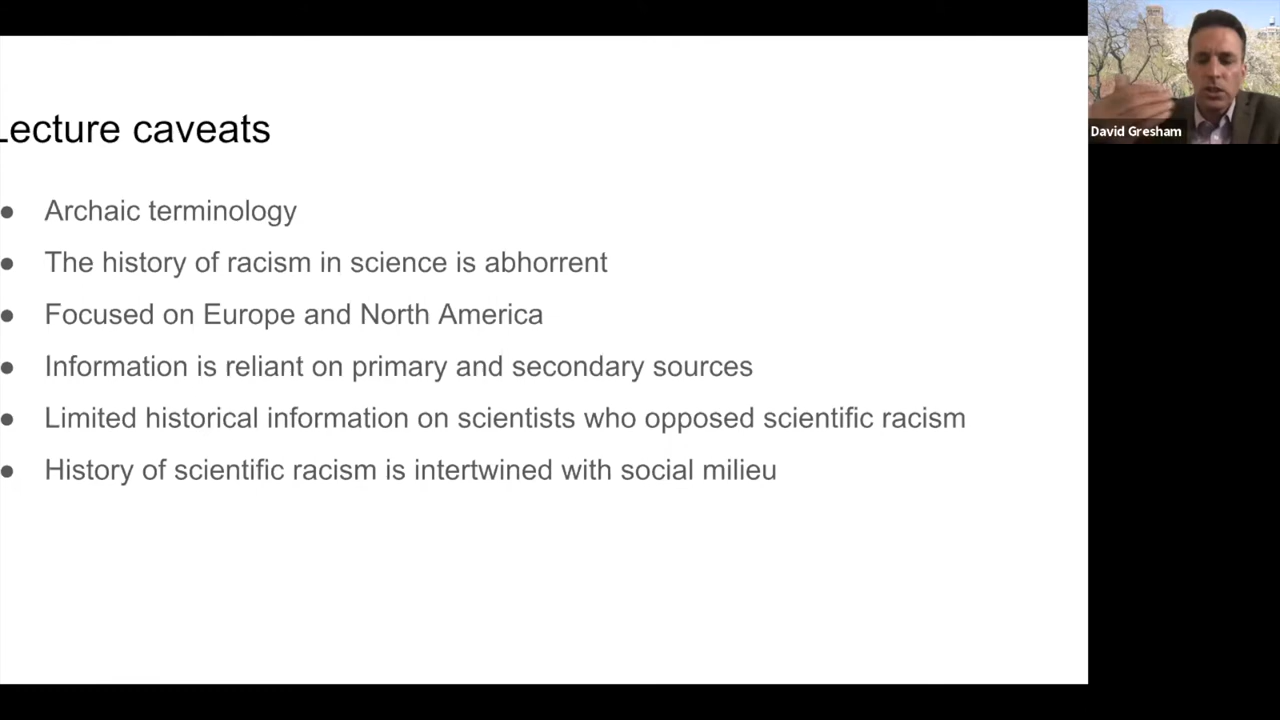 Lecture caveats
● Archaic terminology
● The history of racism in science is abhorrent
● Focused on Europe and North America
● Information is reliant on primary and secondary sources
● Limited historical information on scientists who opposed scientific racism
● History of scientific racism is intertwined with social milieu
David Gresham